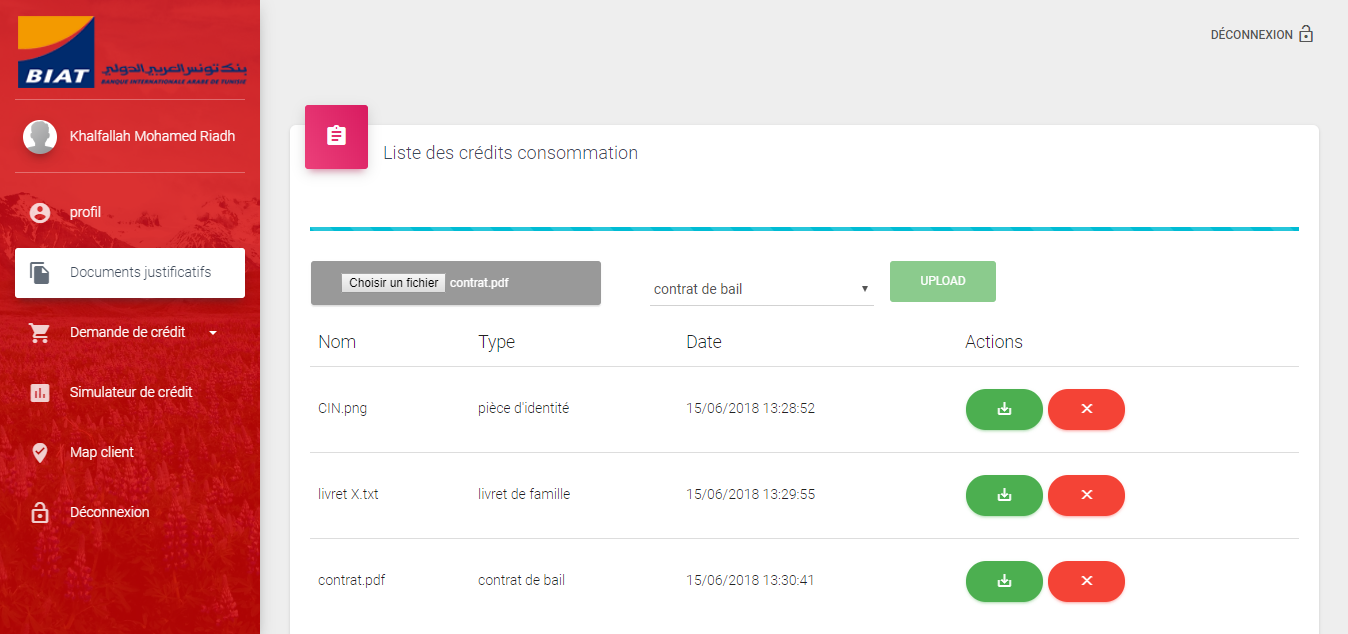 BIAT
بنك تونس العربي الدولي
BANQUE INTERNATIONALE ARABE DE TUNISIE
Khalfallah Mohamed Riadh
profil
Documents justificatifs
Demande de crédit
Simulateur de crédit
Map client
Déconnexion
DÉCONNEXION
Liste des crédits consommation
Choisir un fichier contrat.pdf
contrat de bail
UPLOAD
Nom Type Date Actions
CIN.png pièce d'identité 15/06/2018 13:28:52
livret X.txt livret de famille 15/06/2018 13:29:55
contrat.pdf contrat de bail 15/06/2018 13:30:41